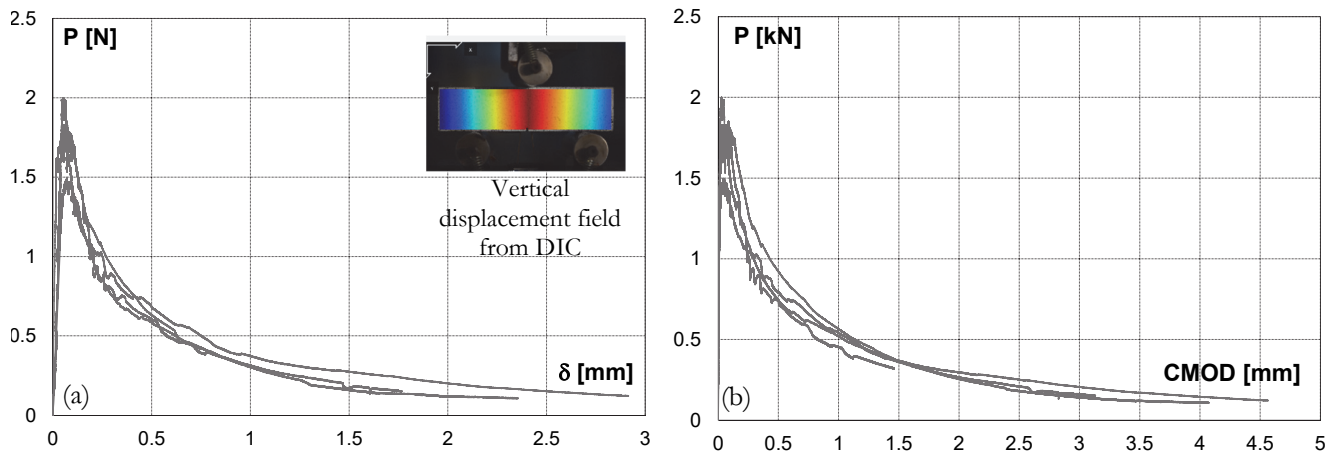 2.5
P [N]
2
1.5
1
0.5
0
Vertical
displacement field
from DIC
δ [mm]
(a)
0 0.5 1 1.5 2 2.5 3
2.5
P [kN]
2
1.5
1
0.5
0
CMOD [mm]
(b)
0 0.5 1 1.5 2 2.5 3 3.5 4 4.5 5